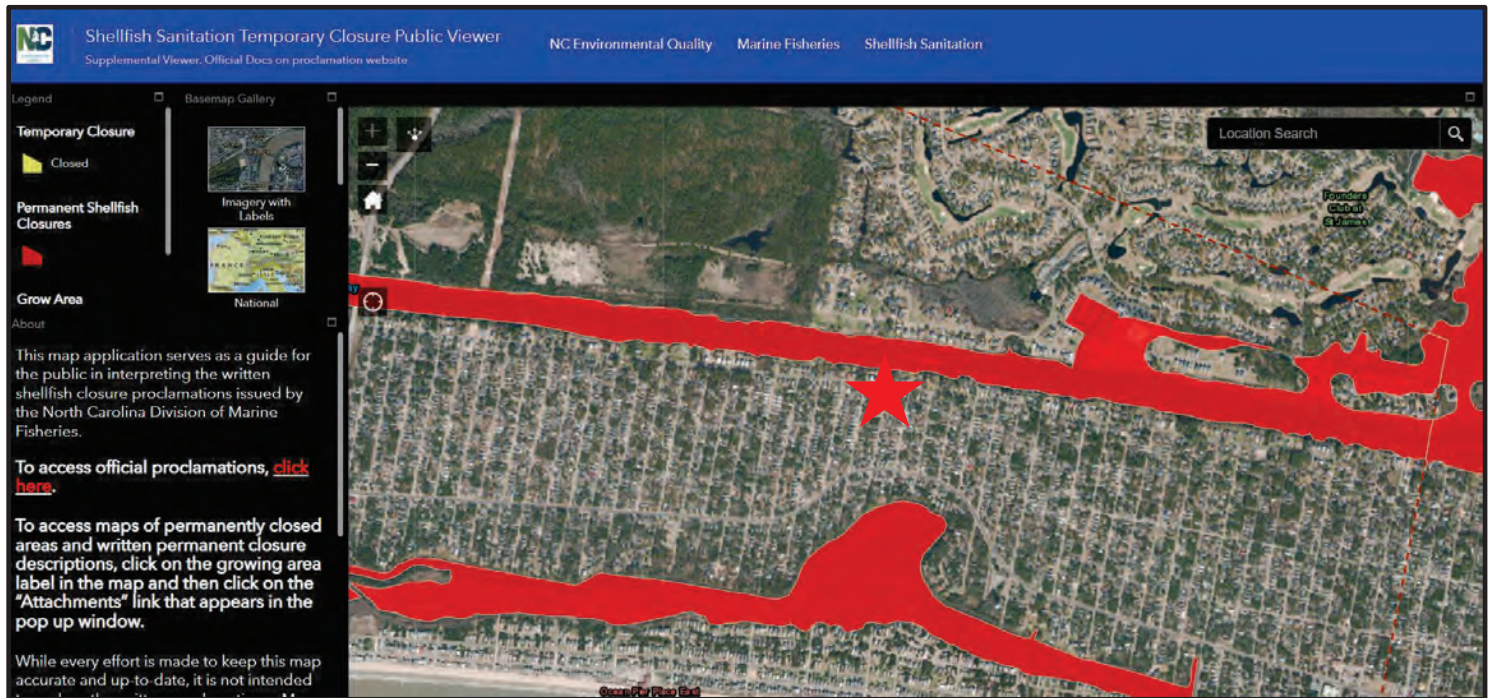 NC
Shellfish Sanitation Temporary Closure Public Viewer
Supplemental Viewer. Official Docs on proclamation website
NC Environmental Quality Marine Fisheries Shellfish Sanitation
Legend
Temporary Closure
Closed
Permanent Shellfish
Closures
Grow Area
Basemap Gallery
Imagery with
Labels
FRANCE
National
About
This map application serves as a guide for
the public in interpreting the written
shellfish closure proclamations issued by
the North Carolina Division of Marine
Fisheries.
To access official proclamations, click
here.
To access maps of permanently closed
areas and written permanent closure
descriptions, click on the growing area
label in the map and then click on the
"Attachments" link that appears in the
pop up window.
While every effort is made to keep this map
accurate and up-to-date, it is not intended
Location Search
Founders
Club at
St James
ay
Ocean Pier Place East